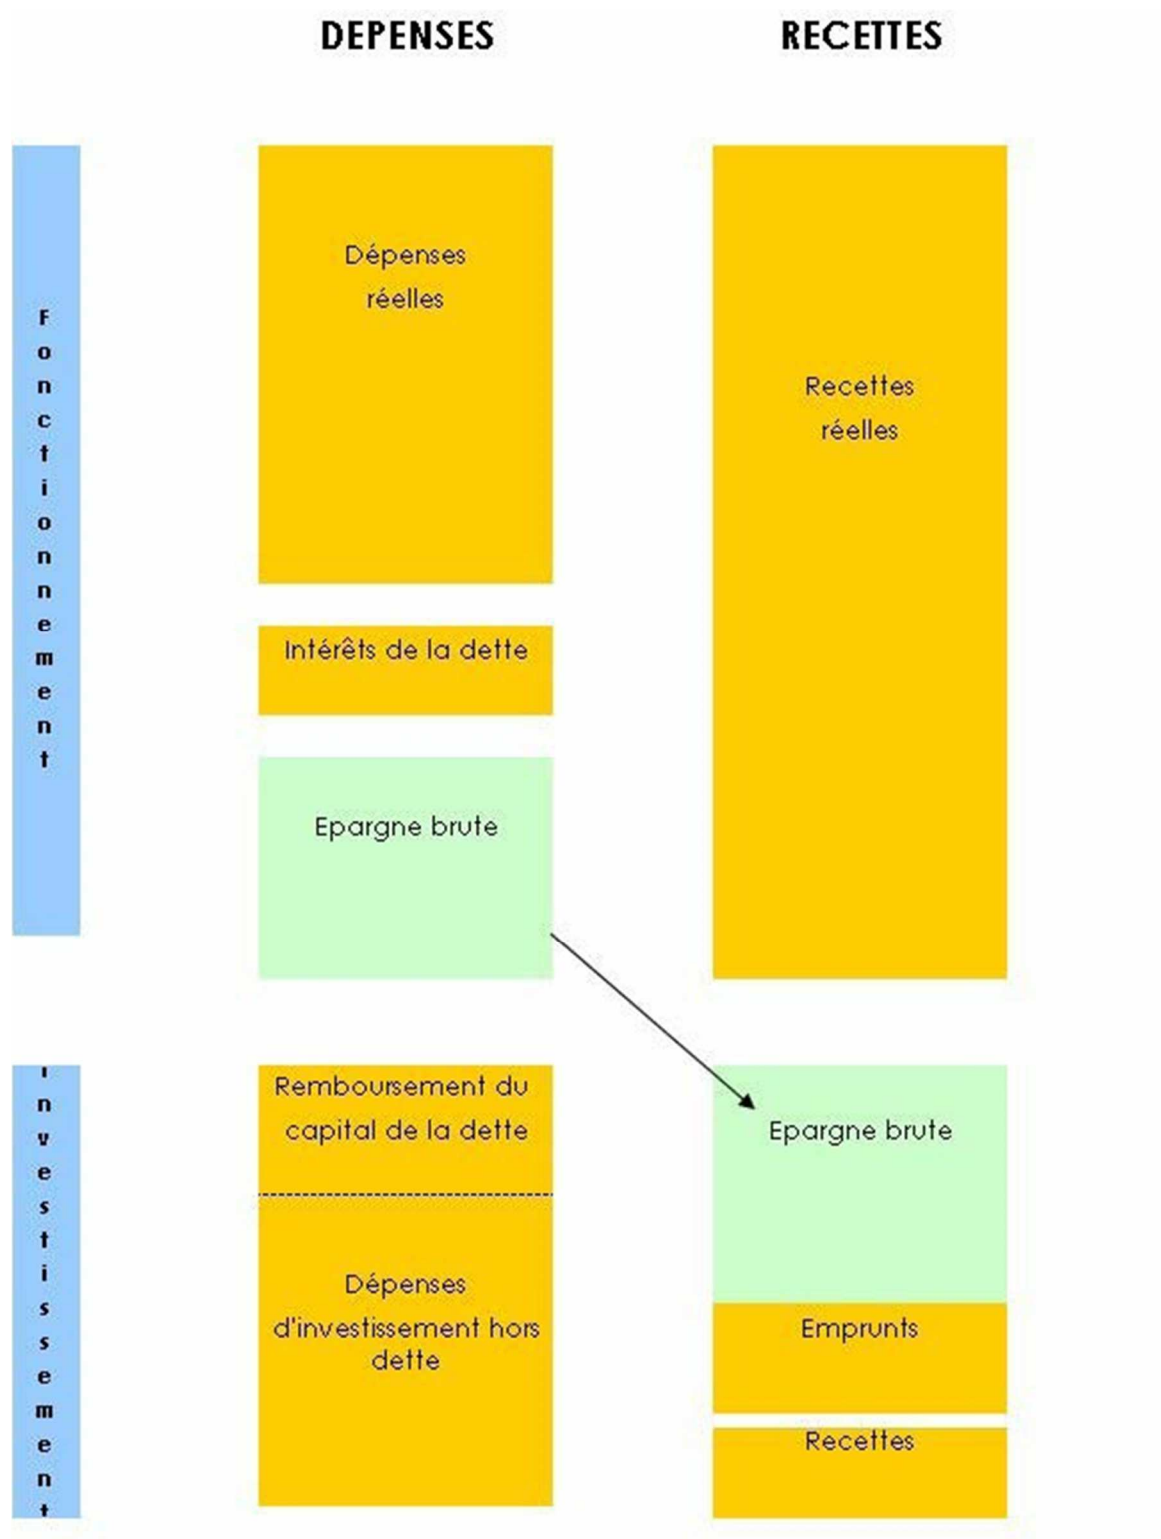 DEPENSES
RECETTES
Fonctionnement
Dépenses
réelles
Intérêts de la dette
Epargne brute
Recettes
réelles
Investissement
Remboursement du
capital de la dette
Dépenses
d'investissement hors
dette
Epargne brute
Emprunts
Recettes